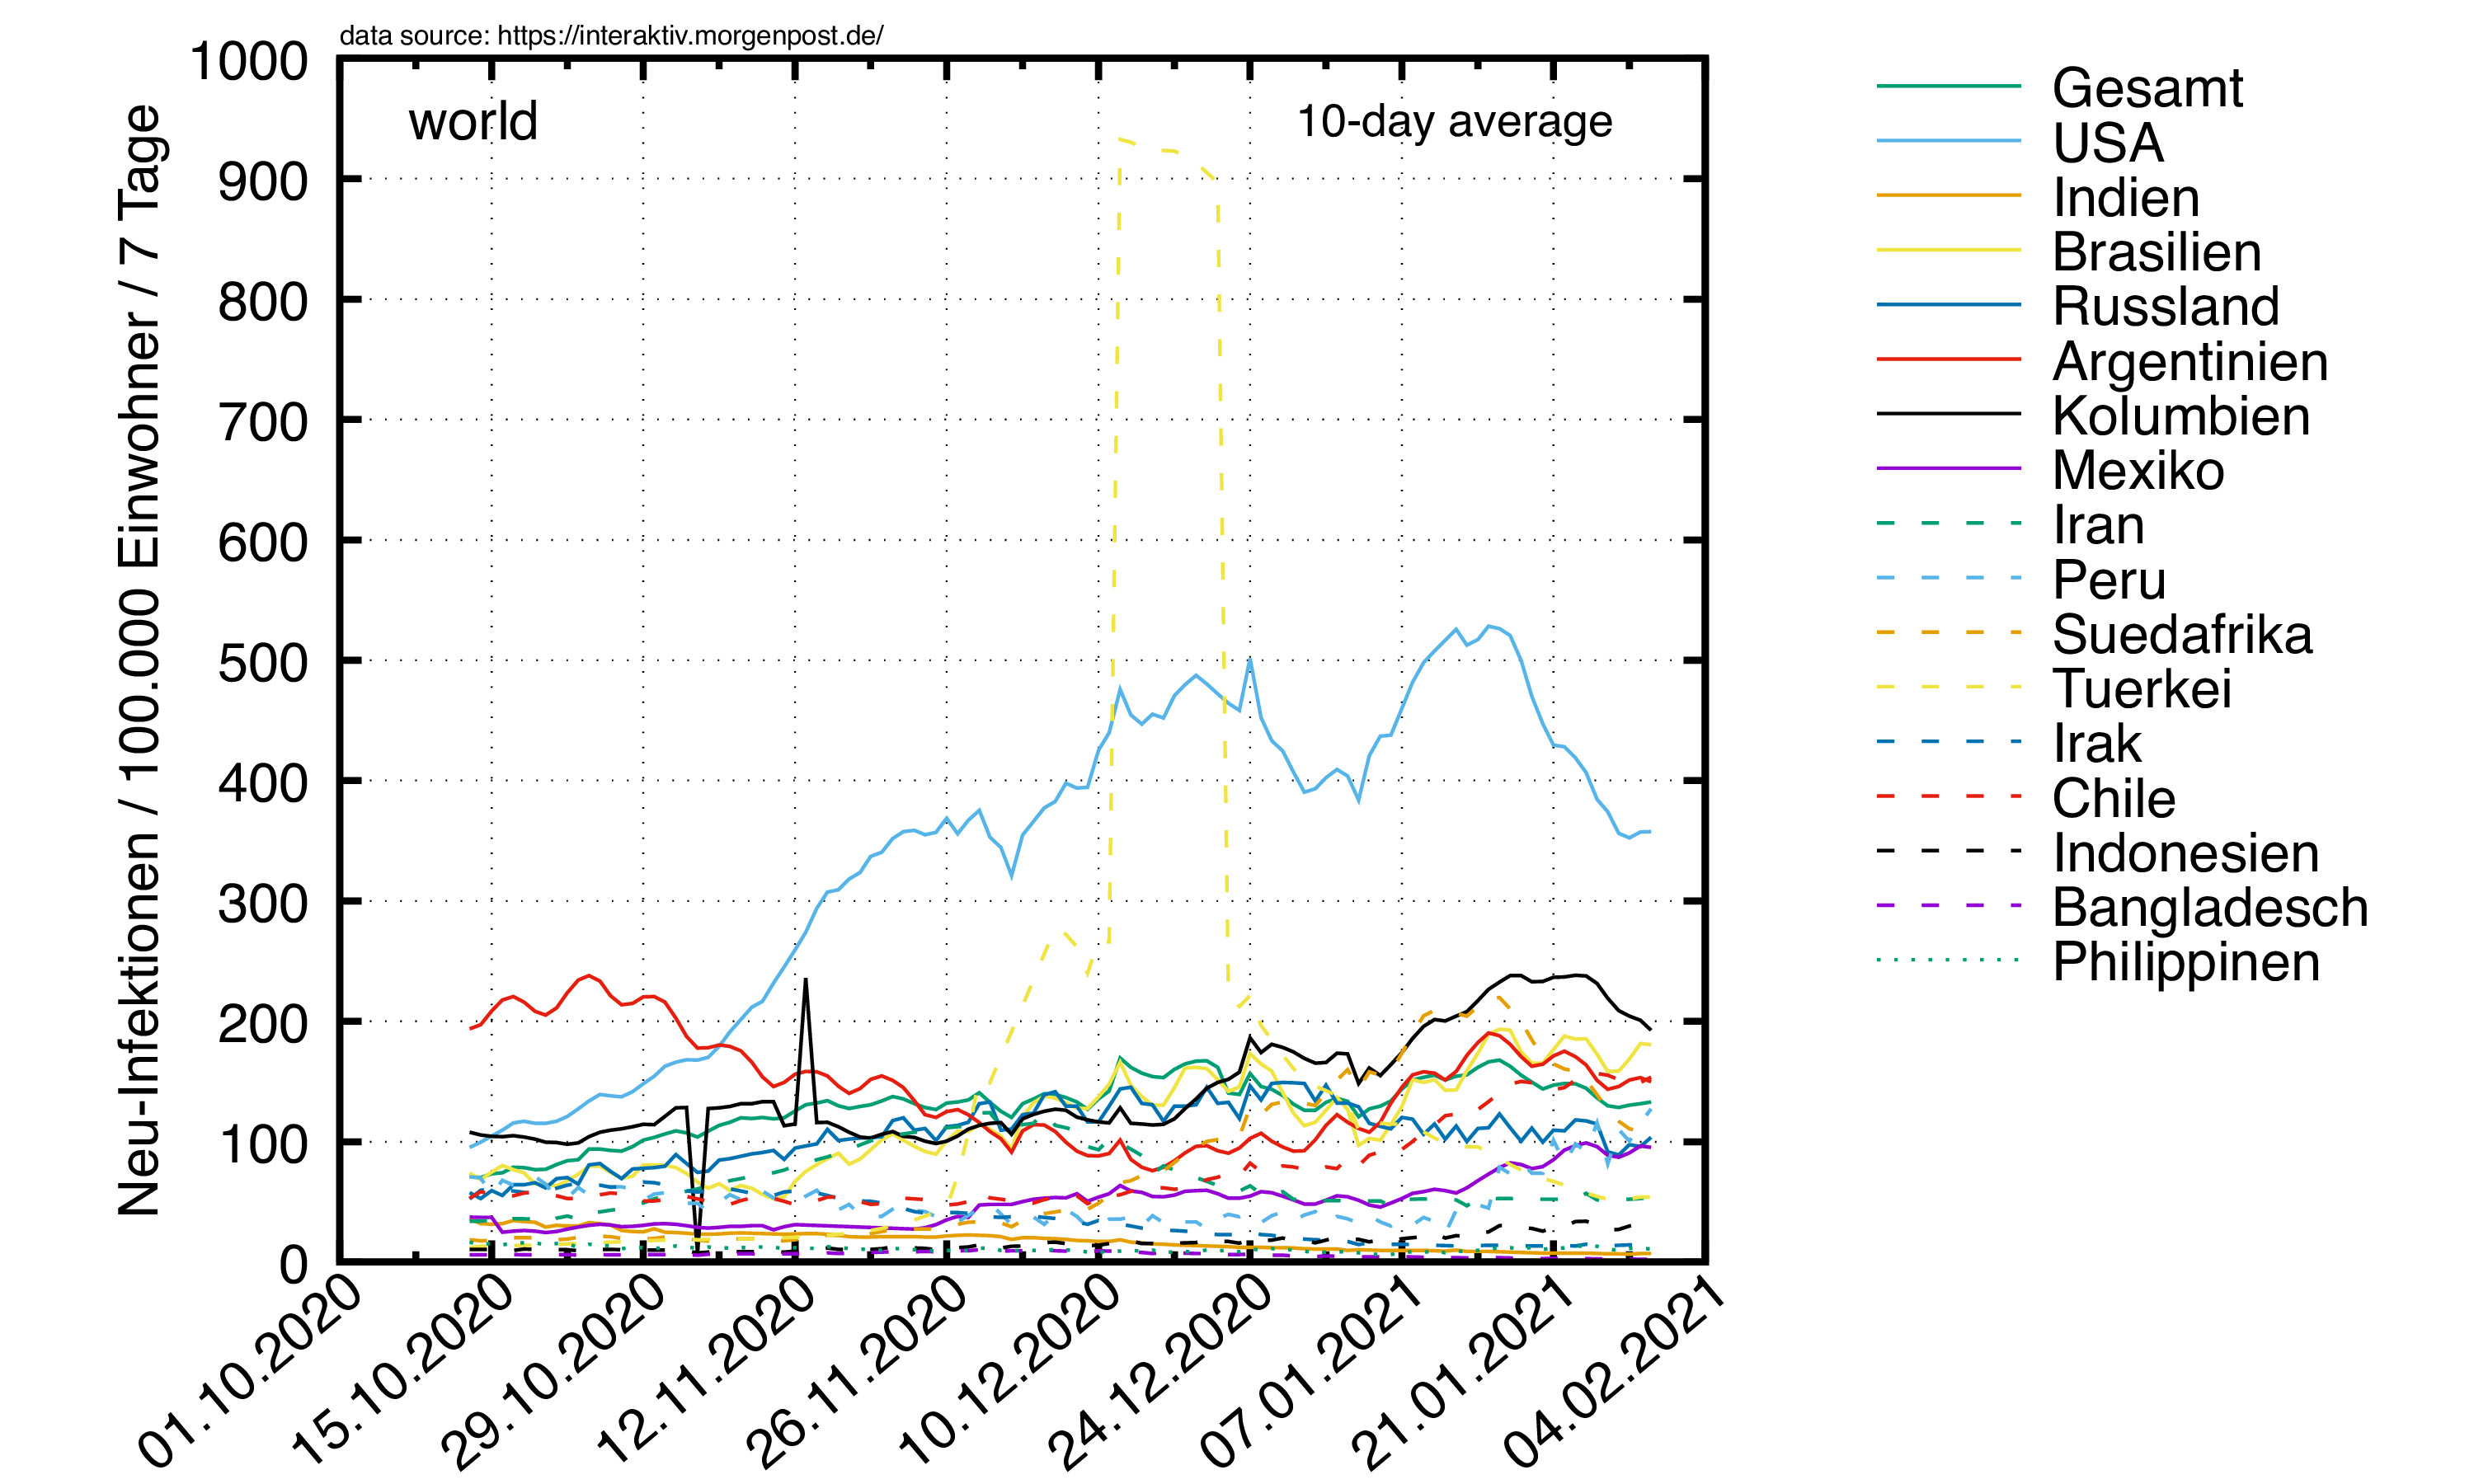 data source: https://interaktiv.morgenpost.de/
world
10-day average
Neu-Infektionen / 100.000 Einwohner / 7 Tage
1000
900
800
700
600
500
400
300
200
100
0
01.10.2020
15.10.2020
29.10.2020
12.11.2020
26.11.2020
10.12.2020
24.12.2020
07.01.2021
21.01.2021
04.02.2021
Gesamt
USA
Indien
Brasilien
Russland
Argentinien
Kolumbien
Mexiko
Iran
Peru
Suedafrika
Tuerkei
Irak
Chile
Indonesien
Bangladesch
Philippinen